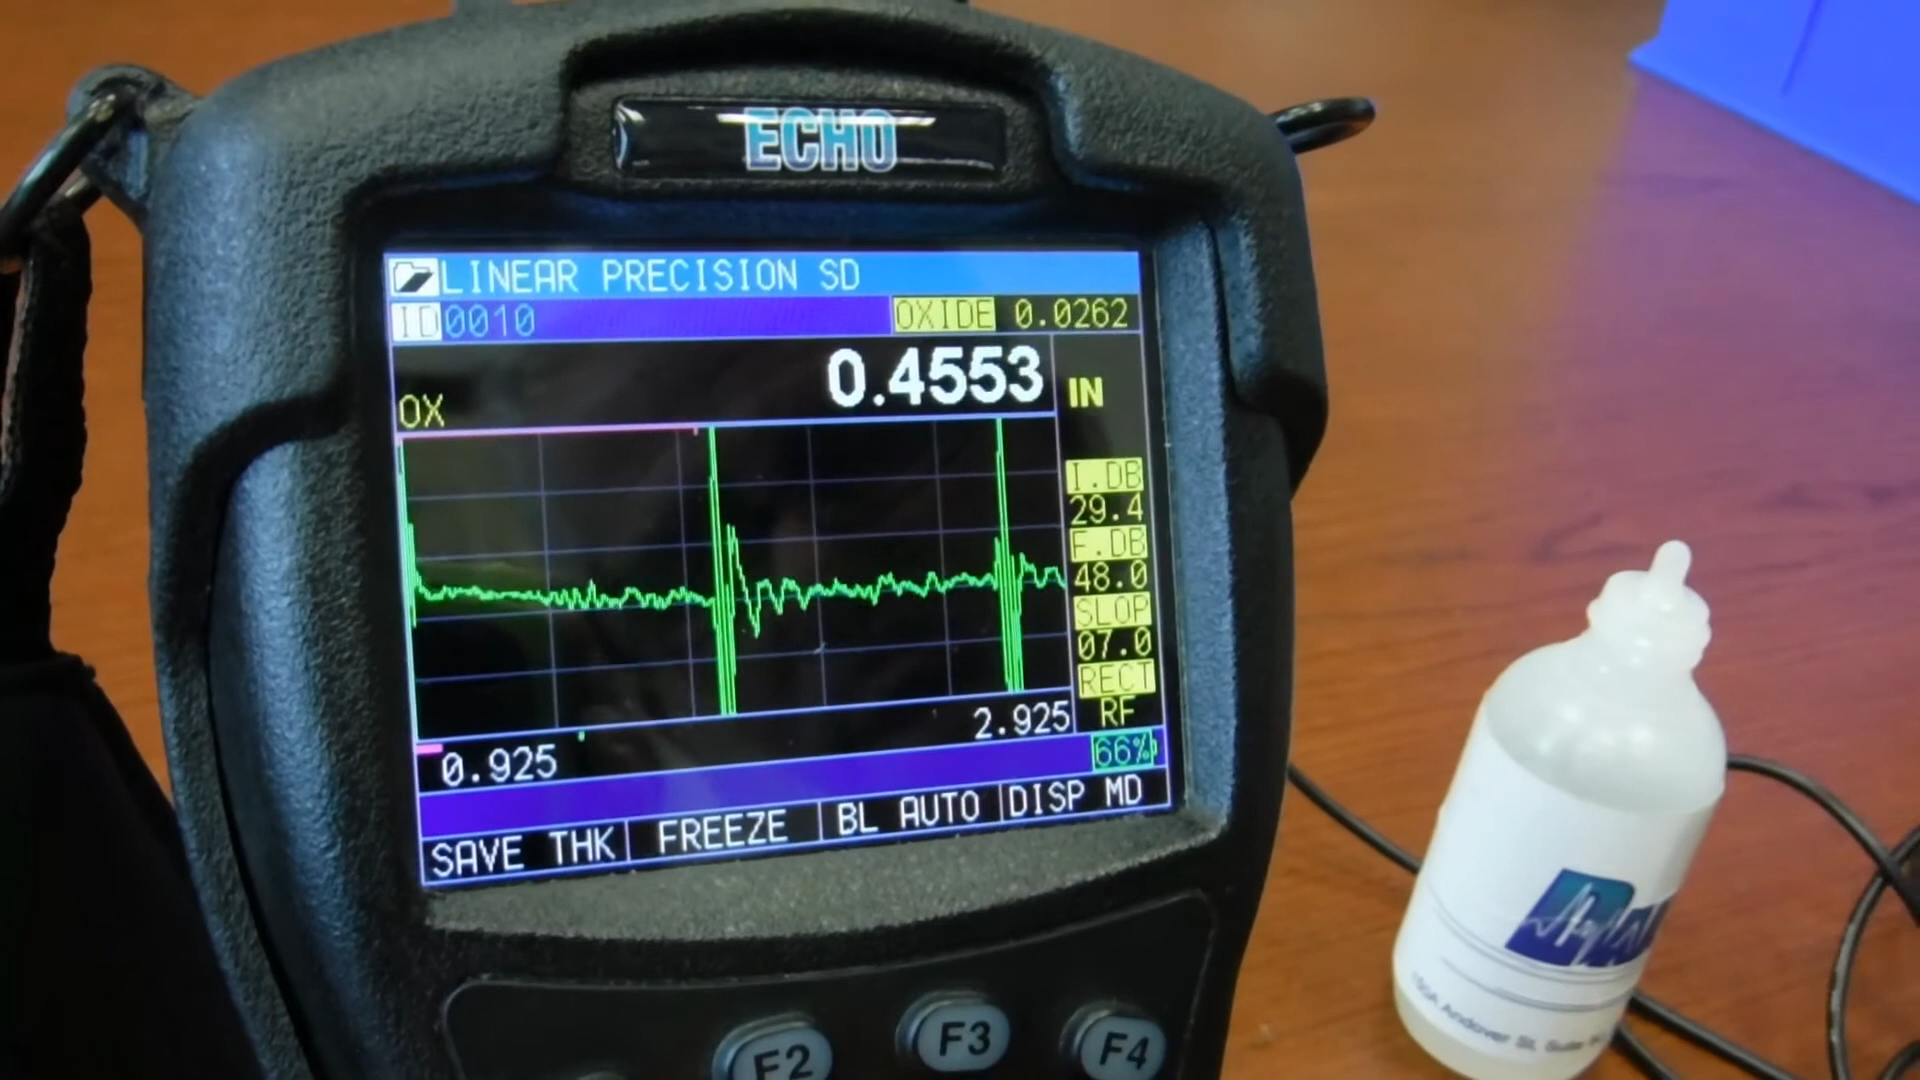 ECHO
LINEAR PRECISION SD
ID 0010 OXIDE 0.0262
0.4553 IN
OX
I.DB
29.4
F.DB
48.0
SLOP
07.0
RECT
RF
0.925 2.925
66%
SAVE THK FREEZE BL AUTO DISP MD
F2 F3 F4
Andover St,